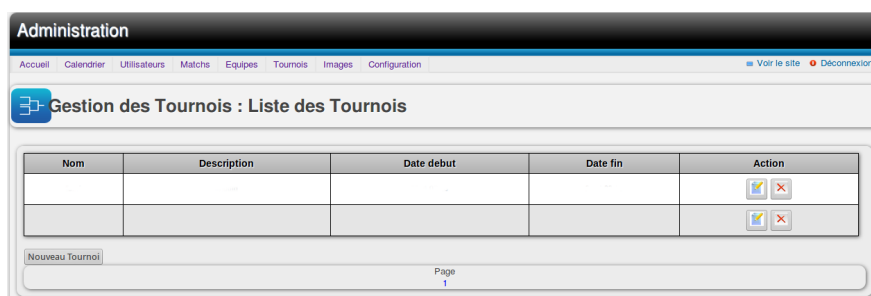 Administration
Accueil Calendrier Utilisateurs Matchs Equipes Tournois Images Configuration Voir le site Déconnexion
Gestion des Tournois : Liste des Tournois
Nom Description Date debut Date fin Action
Nouveau Tournoi
Page
1